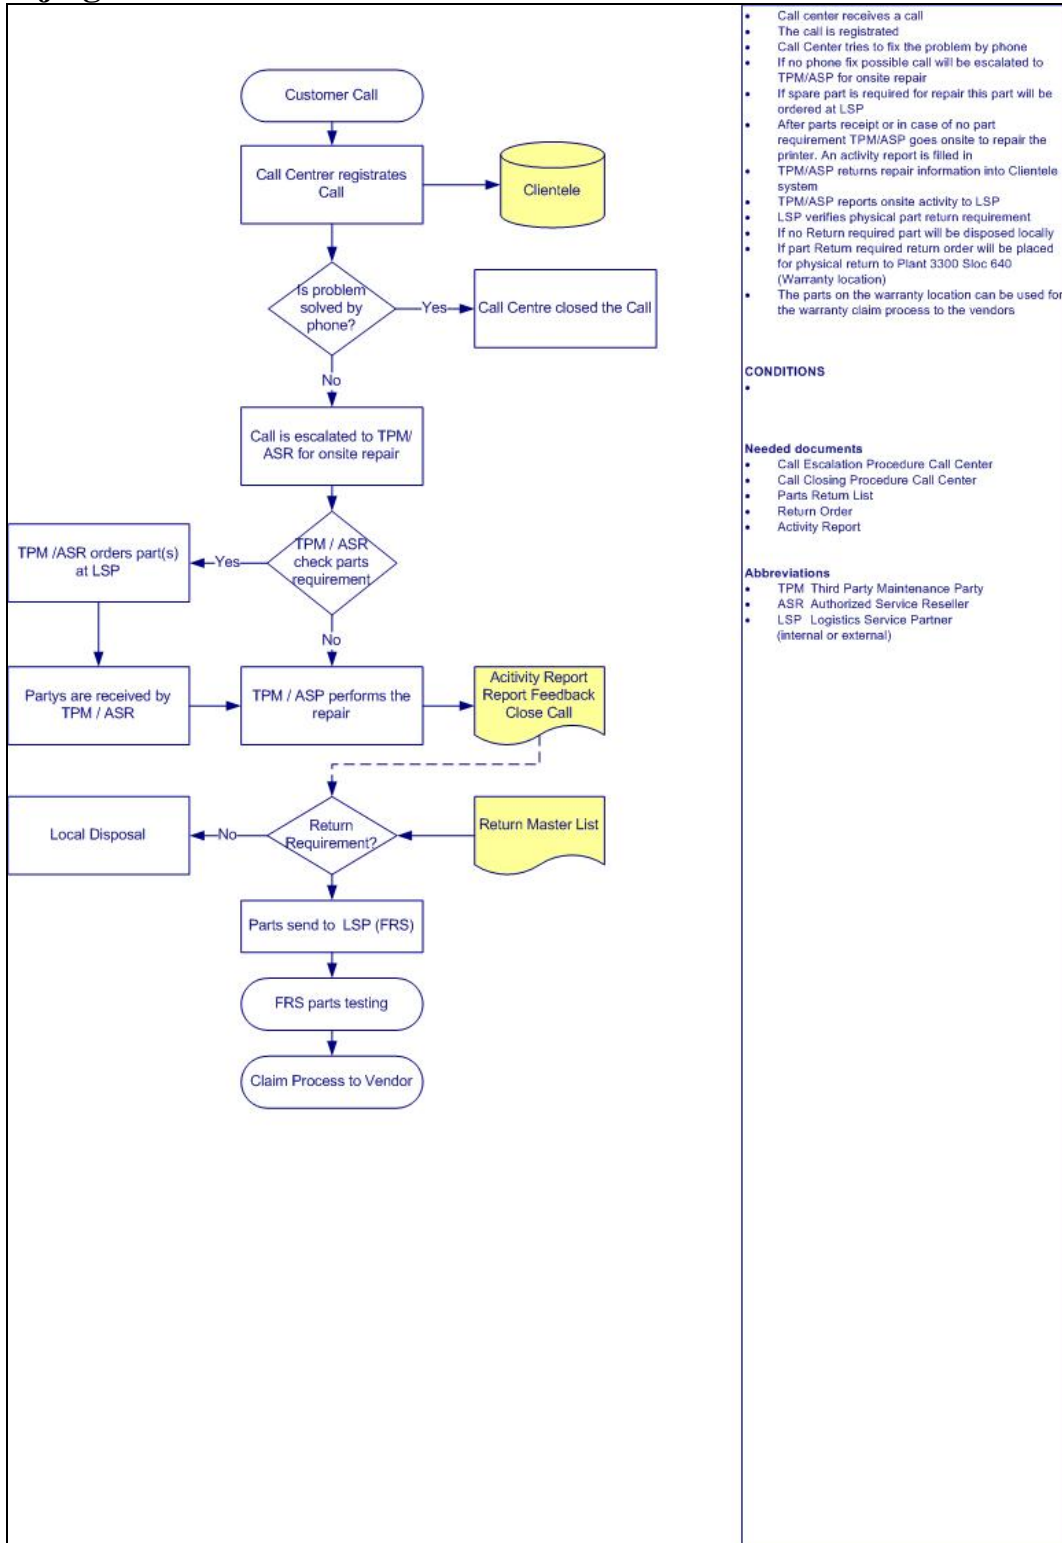 Customer Call
Call Centrer registrates
Call
Clientele
Is problem
solved by
phone?
Yes
Call Centre closed the Call
No
Call is escalated to TPM/
ASR for onsite repair
TPM / ASR
check parts
requirement
Yes
TPM /ASR orders part(s)
at LSP
No
Partys are received by
TPM / ASR
TPM / ASP performs the
repair
Acitivity Report
Report Feedback
Close Call
Return
Requirement?
No
Local Disposal
Return Master List
Parts send to LSP (FRS)
FRS parts testing
Claim Process to Vendor
• Call center receives a call
• The call is registrated
• Call Center tries to fix the problem by phone
• If no phone fix possible call will be escalated to
TPM/ASP for onsite repair
• If spare part is required for repair this part will be
ordered at LSP
• After parts receipt or in case of no part
requirement TPM/ASP goes onsite to repair the
printer. An activity report is filled in
• TPM/ASP returns repair information into Clientele
system
• TPM/ASP reports onsite activity to LSP
• LSP verifies physical part return requirement
• If no Return required part will be disposed locally
• If part Return required return order will be placed
for physical return to Plant 3300 Sloc 640
(Warranty location)
• The parts on the warranty location can be used for
the warranty claim process to the vendors
CONDITIONS
•
Needed documents
• Call Escalation Procedure Call Center
• Call Closing Procedure Call Center
• Parts Return List
• Return Order
• Activity Report
Abbreviations
• TPM Third Party Maintenance Party
• ASR Authorized Service Reseller
• LSP Logistics Service Partner
(internal or external)